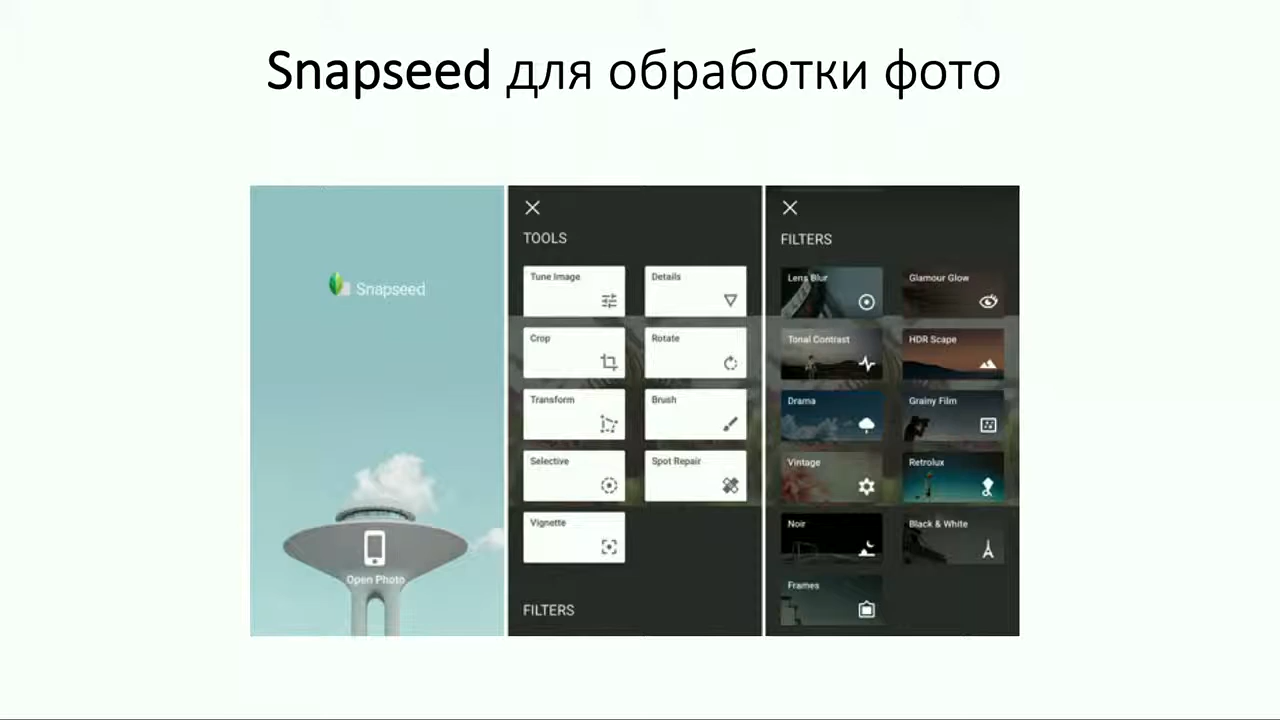 Snapseed для обработки фото
Snapseed
Open Photo
TOOLS
Tune Image
Details
Crop
Rotate
Transform
Brush
Selective
Spot Repair
Vignette
FILTERS
FILTERS
Lens Blur
Glamour Glow
Tonal Contrast
HDR Scape
Drama
Grainy Film
Vintage
Retrolux
Noir
Black & White
Frames